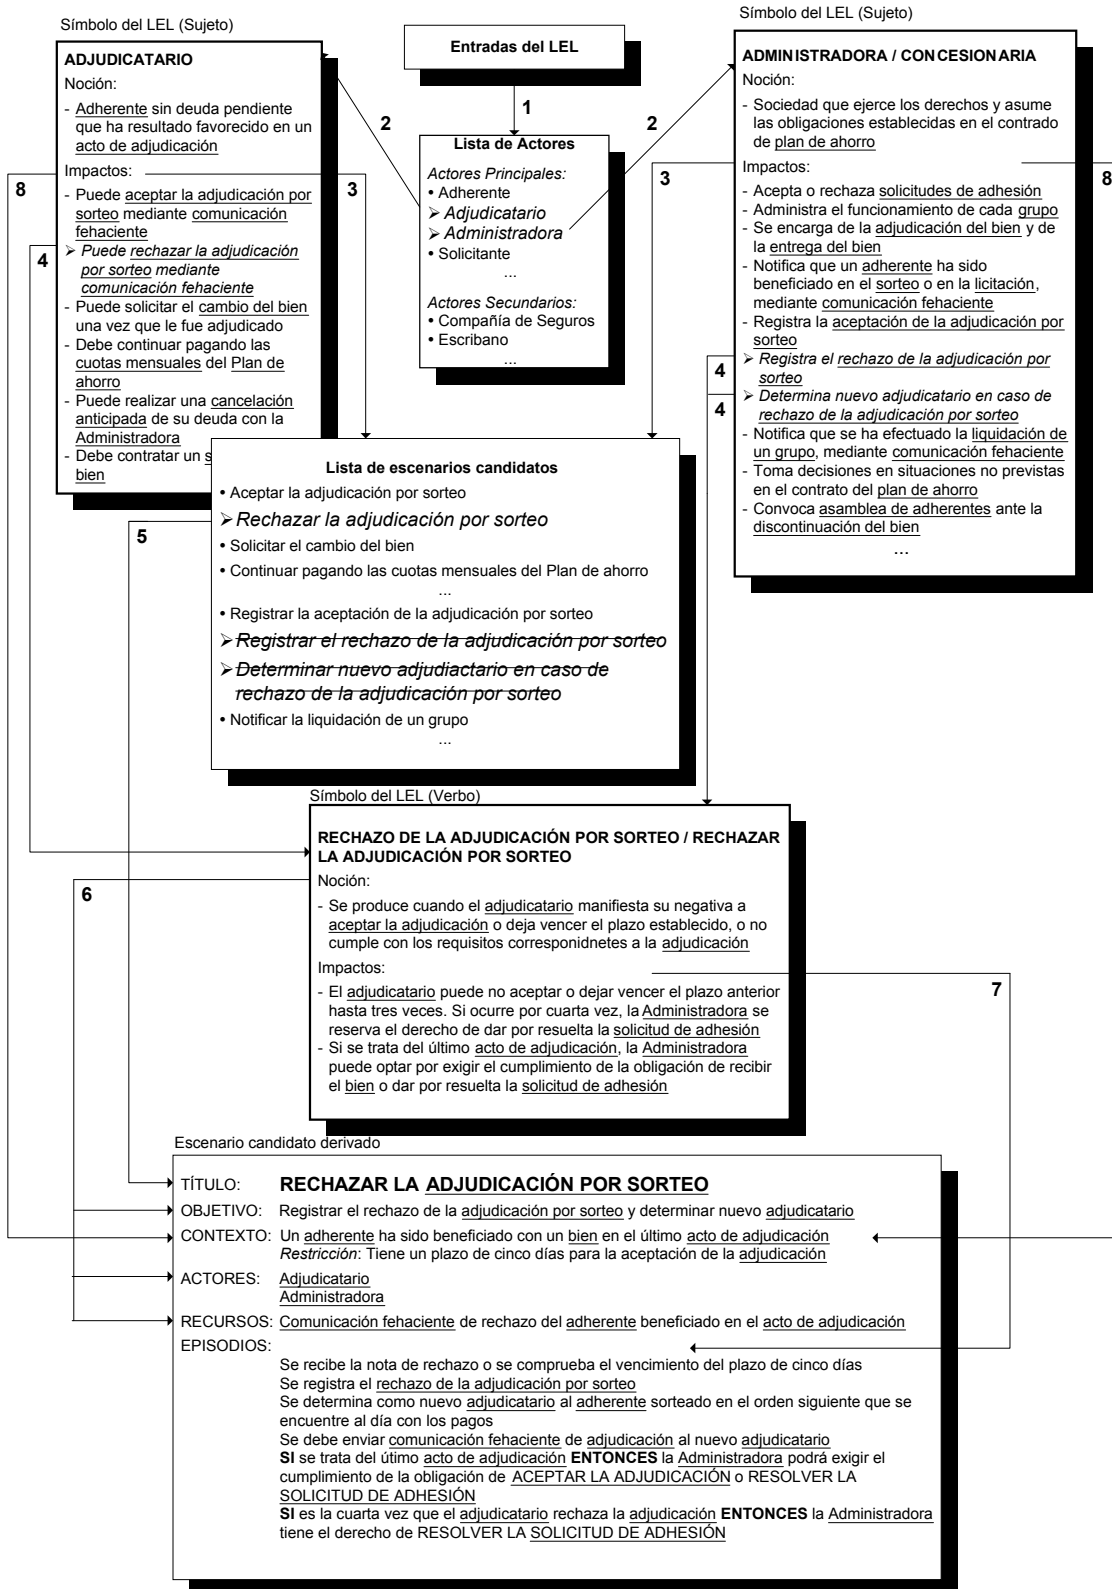 Símbolo del LEL (Sujeto)
ADJUDICATARIO
Noción:
- Adherente sin deuda pendiente
que ha resultado favorecido en un
acto de adjudicación
Impactos:
- Puede aceptar la adjudicación por
sorteo mediante comunicación
fehaciente
➢ Puede rechazar la adjudicación
por sorteo mediante
comunicación fehaciente
- Puede solicitar el cambio del bien
una vez que le fue adjudicado
- Debe continuar pagando las
cuotas mensuales del Plan de
ahorro
- Puede realizar una cancelación
anticipada de su deuda con la
Administradora
- Debe contratar un s
bien
Entradas del LEL
1
2
2
Lista de Actores
Actores Principales:
• Adherente
➢ Adjudicatario
➢ Administradora
• Solicitante
...
Actores Secundarios:
• Compañía de Seguros
• Escribano
...
Símbolo del LEL (Sujeto)
ADMINISTRADORA / CONCESIONARIA
Noción:
- Sociedad que ejerce los derechos y asume
las obligaciones establecidas en el contrado
de plan de ahorro
Impactos:
- Acepta o rechaza solicitudes de adhesión
- Administra el funcionamiento de cada grupo
- Se encarga de la adjudicación del bien y de
la entrega del bien
- Notifica que un adherente ha sido
beneficiado en el sorteo o en la licitación,
mediante comunicación fehaciente
- Registra la aceptación de la adjudicación por
sorteo
➢ Registra el rechazo de la adjudicación por
sorteo
➢ Determina nuevo adjudicatario en caso de
rechazo de la adjudicación por sorteo
- Notifica que se ha efectuado la liquidación de
un grupo, mediante comunicación fehaciente
- Toma decisiones en situaciones no previstas
en el contrato del plan de ahorro
- Convoca asamblea de adherentes ante la
discontinuación del bien
...
8
3
3
8
4
4
4
Lista de escenarios candidatos
• Aceptar la adjudicación por sorteo
➢ Rechazar la adjudicación por sorteo
• Solicitar el cambio del bien
• Continuar pagando las cuotas mensuales del Plan de ahorro
...
• Registrar la aceptación de la adjudicación por sorteo
➢ Registrar el rechazo de la adjudicación por sorteo
➢ Determinar nuevo adjudiactario en caso de
rechazo de la adjudicación por sorteo
• Notificar la liquidación de un grupo
...
5
Símbolo del LEL (Verbo)
RECHAZO DE LA ADJUDICACIÓN POR SORTEO / RECHAZAR
LA ADJUDICACIÓN POR SORTEO
Noción:
- Se produce cuando el adjudicatario manifiesta su negativa a
aceptar la adjudicación o deja vencer el plazo establecido, o no
cumple con los requisitos corresponidnetes a la adjudicación
Impactos:
- El adjudicatario puede no aceptar o dejar vencer el plazo anterior
hasta tres veces. Si ocurre por cuarta vez, la Administradora se
reserva el derecho de dar por resuelta la solicitud de adhesión
- Si se trata del último acto de adjudicación, la Administradora
puede optar por exigir el cumplimiento de la obligación de recibir
el bien o dar por resuelta la solicitud de adhesión
6
7
Escenario candidato derivado
TÍTULO: RECHAZAR LA ADJUDICACIÓN POR SORTEO
OBJETIVO: Registrar el rechazo de la adjudicación por sorteo y determinar nuevo adjudicatario
CONTEXTO: Un adherente ha sido beneficiado con un bien en el último acto de adjudicación
Restricción: Tiene un plazo de cinco días para la aceptación de la adjudicación
ACTORES: Adjudicatario
Administradora
RECURSOS: Comunicación fehaciente de rechazo del adherente beneficiado en el acto de adjudicación
EPISODIOS:
Se recibe la nota de rechazo o se comprueba el vencimiento del plazo de cinco días
Se registra el rechazo de la adjudicación por sorteo
Se determina como nuevo adjudicatario al adherente sorteado en el orden siguiente que se
encuentre al día con los pagos
Se debe enviar comunicación fehaciente de adjudicación al nuevo adjudicatario
SI se trata del útimo acto de adjudicación ENTONCES la Administradora podrá exigir el
cumplimiento de la obligación de ACEPTAR LA ADJUDICACIÓN o RESOLVER LA
SOLICITUD DE ADHESIÓN
SI es la cuarta vez que el adjudicatario rechaza la adjudicación ENTONCES la Administradora
tiene el derecho de RESOLVER LA SOLICITUD DE ADHESIÓN